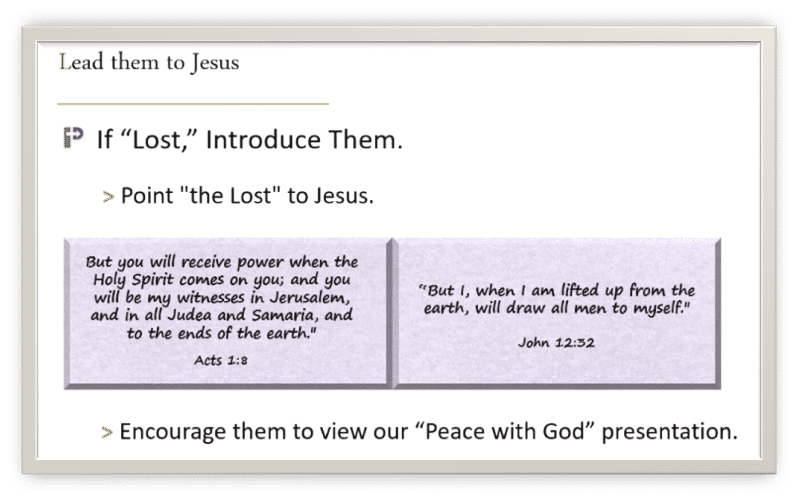 Lead them to Jesus
If “Lost,” Introduce Them.
> Point "the Lost" to Jesus.
But you will receive power when the
Holy Spirit comes on you; and you
will be my witnesses in Jerusalem,
and in all Judea and Samaria, and
to the ends of the earth."
Acts 1:8
“But I, when I am lifted up from the
earth, will draw all men to myself."
John 12:32
> Encourage them to view our “Peace with God” presentation.